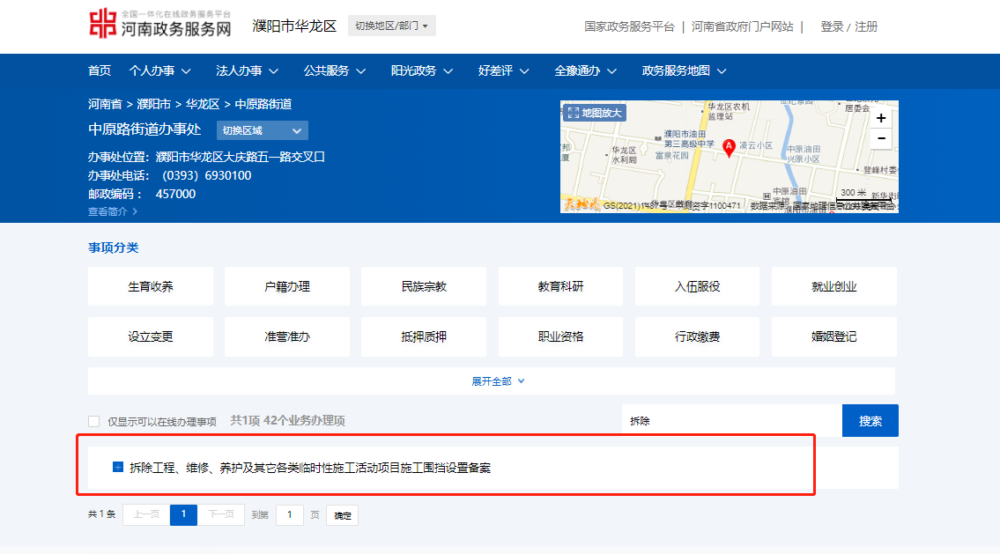 全国一体化在线政务服务平台
河南政务服务网
濮阳市华龙区
切换地区/部门
国家政务服务平台 | 河南省政府门户网站 | 登录 / 注册
首页 个人办事 法人办事 公共服务 阳光政务 好差评 全豫通办 政务服务地图
河南省 > 濮阳市 > 华龙区 > 中原路街道
中原路街道办事处 切换区域
办事处位置：濮阳市华龙区大庆路五一路交叉口
办事处电话：（0393）6930100
邮政编码： 457000
查看简介
地图放大
华龙区农机
监理站
居委会
濮阳市油田
第三高级中学
富泉花园
A
凌云小区
华龙区
水利局
中原油田
兴原小区
登峰村委
中原油田
300 米
+
−
天地图
事项分类
生育收养 户籍办理 民族宗教 教育科研 入伍服役 就业创业
设立变更 准营准办 抵押质押 职业资格 行政缴费 婚姻登记
展开全部
仅显示可以在线办理事项 共1项 42个业务办理项
拆除 搜索
拆除工程、维修、养护及其它各类临时性施工活动项目施工围挡设置备案
共 1 条 上一页 1 下一页 到第 1 页 确定